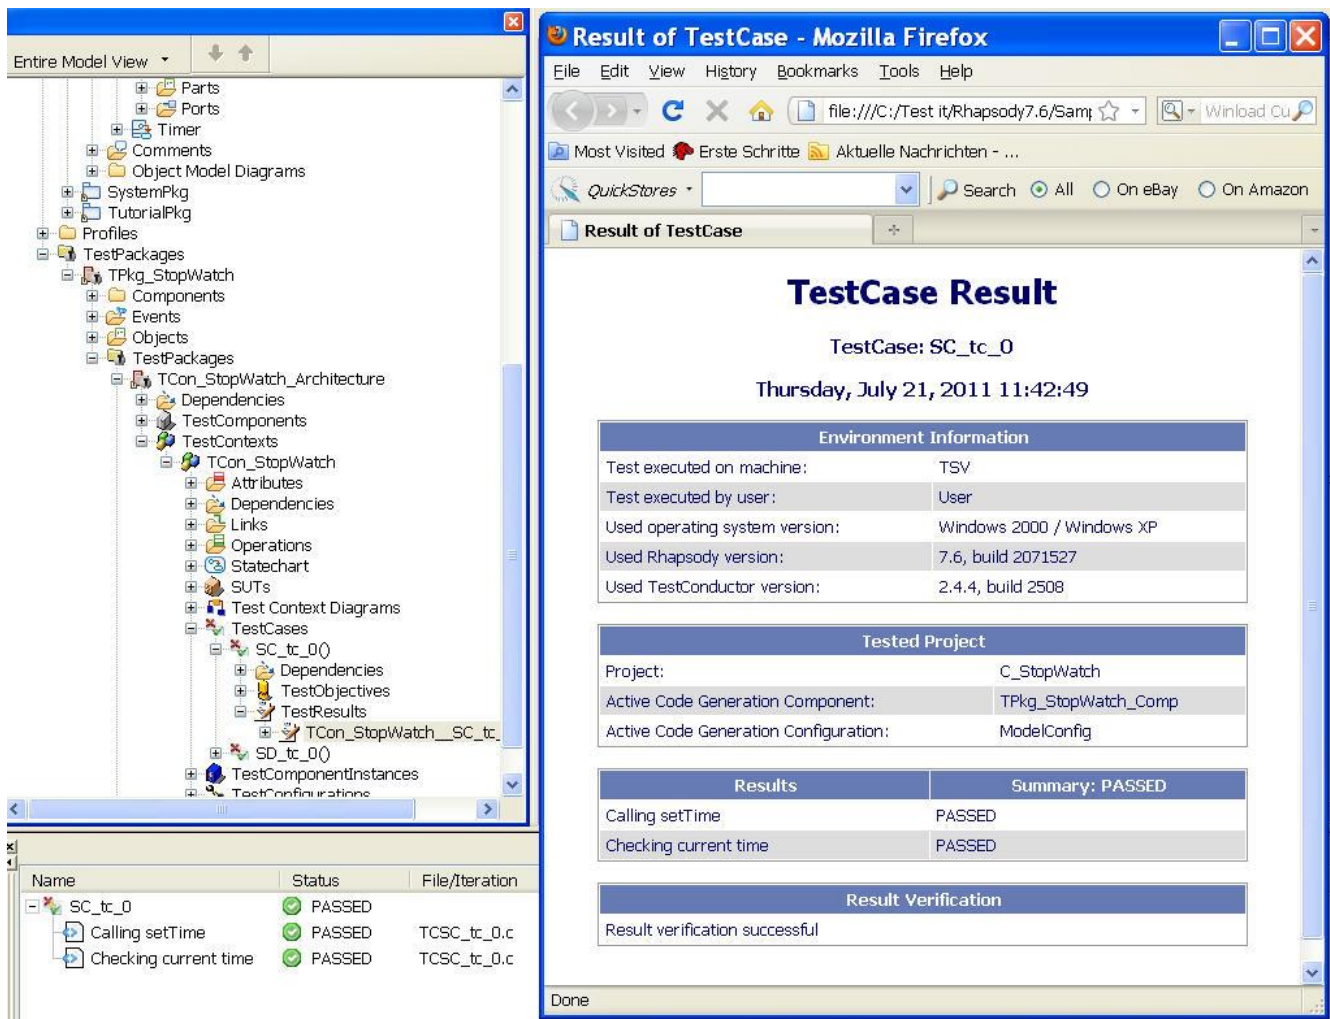 Entire Model View
Parts
Ports
Timer
Comments
Object Model Diagrams
SystemPkg
TutorialPkg
Profiles
TestPackages
TPkg_StopWatch
Components
Events
Objects
TestPackages
TCon_StopWatch_Architecture
Dependencies
TestComponents
TestContexts
TCon_StopWatch
Attributes
Dependencies
Links
Operations
Statechart
SUTs
Test Context Diagrams
TestCases
SC_tc_0()
Dependencies
TestObjectives
TestResults
TCon_StopWatch__SC_tc_
SD_tc_0()
TestComponentInstances
TestConfigurations
Name Status File/Iteration
SC_tc_0 PASSED
Calling setTime PASSED TCSC_tc_0.c
Checking current time PASSED TCSC_tc_0.c
Result of TestCase - Mozilla Firefox
File Edit View History Bookmarks Tools Help
file:///C:/Test it/Rhapsody7.6/Samp Winload Cu
Most Visited Erste Schritte Aktuelle Nachrichten - ...
QuickStores Search All On eBay On Amazon
Result of TestCase
TestCase Result
TestCase: SC_tc_0
Thursday, July 21, 2011 11:42:49
Environment Information
Test executed on machine: TSV
Test executed by user: User
Used operating system version: Windows 2000 / Windows XP
Used Rhapsody version: 7.6, build 2071527
Used TestConductor version: 2.4.4, build 2508
Tested Project
Project: C_StopWatch
Active Code Generation Component: TPkg_StopWatch_Comp
Active Code Generation Configuration: ModelConfig
Results Summary: PASSED
Calling setTime PASSED
Checking current time PASSED
Result Verification
Result verification successful
Done